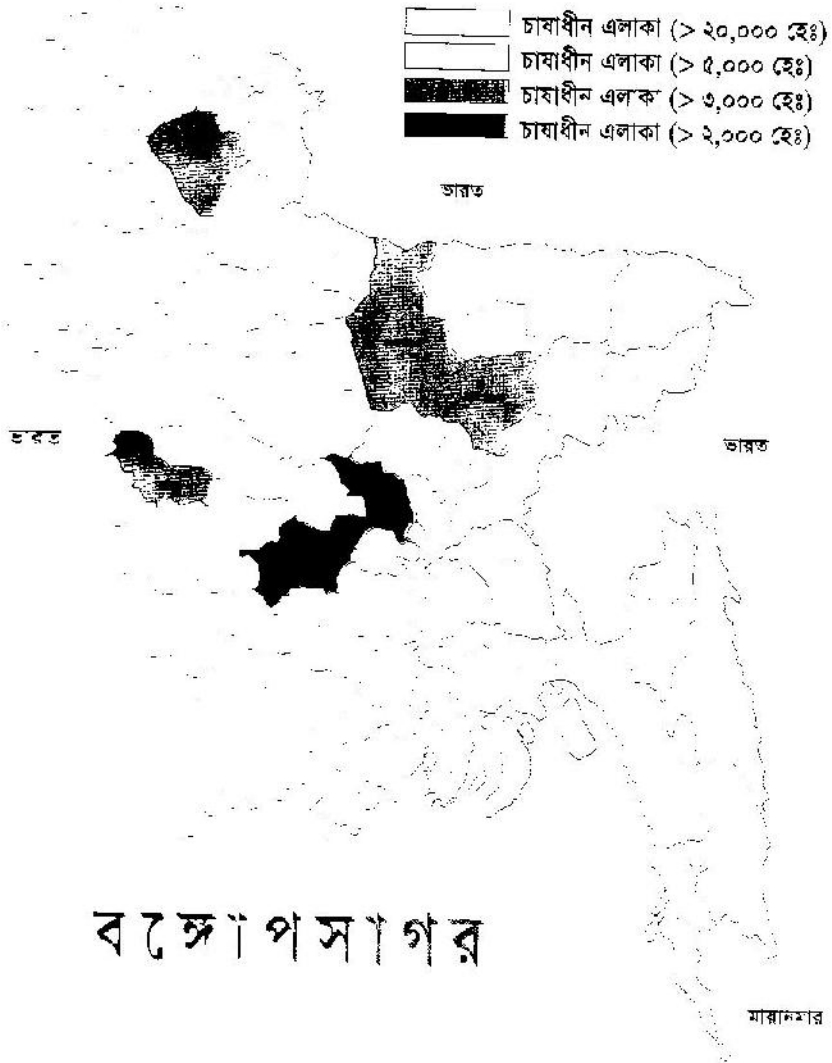 চাষাধীন এলাকা (> ২০,০০০ হেঃ)
চাষাধীন এলাকা (> ৫,০০০ হেঃ)
চাষাধীন এলাক (> ৩,০০০ হেঃ)
চাষাধীন এলাকা (> ২,০০০ হেঃ)
ভারত
ভারত
ভারত
বঙ্গোপসাগর
মায়ানমার